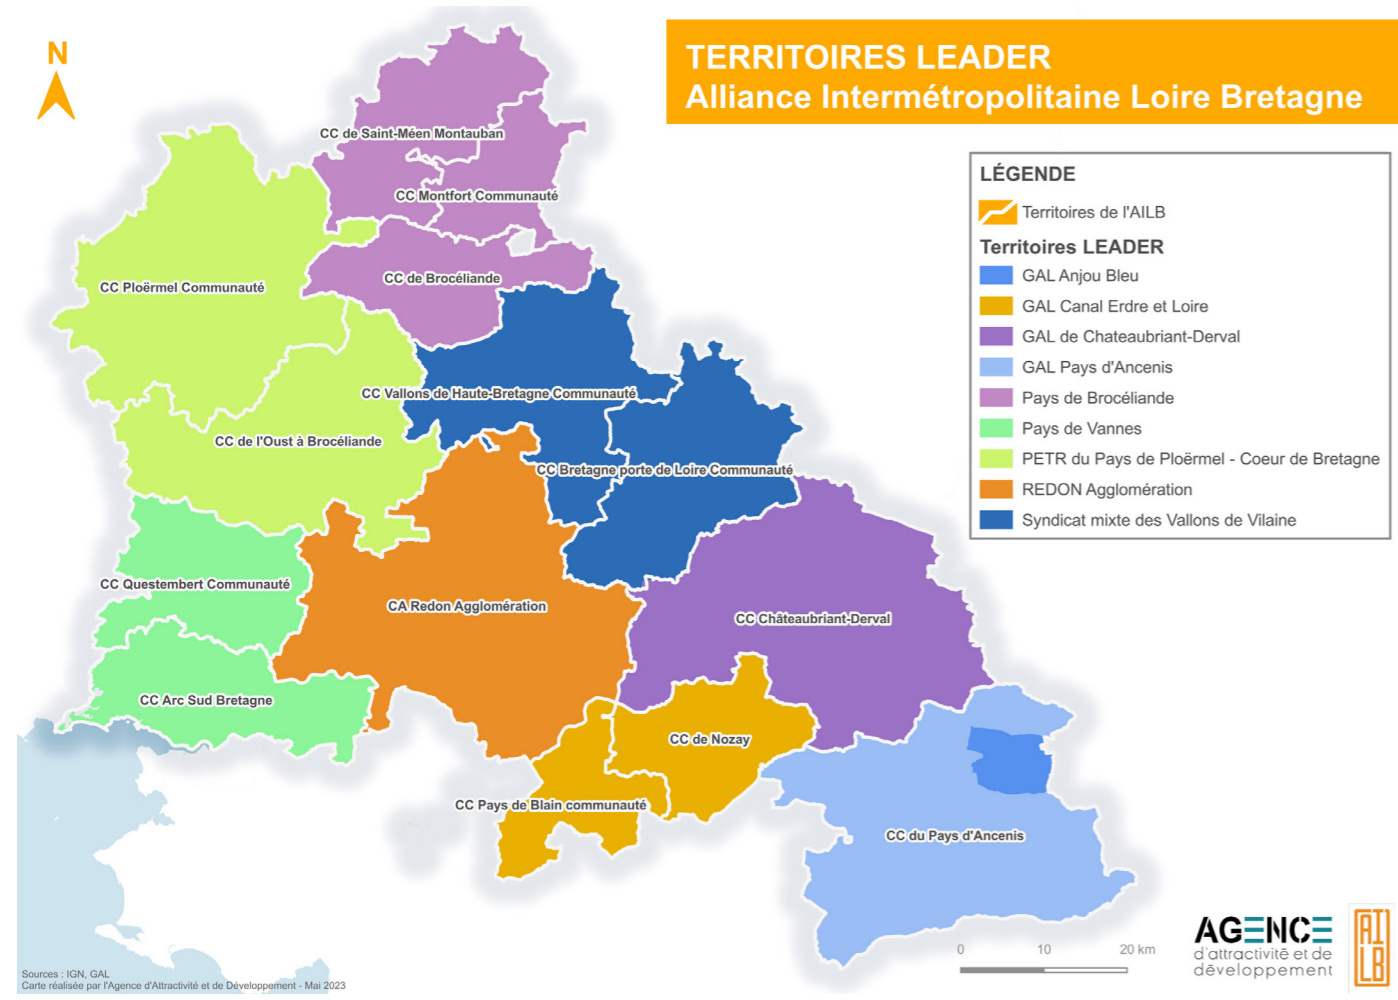 N
TERRITOIRES LEADER
Alliance Intermétropolitaine Loire Bretagne
CC de Saint-Méen Montauban
CC Montfort Communauté
CC de Brocéliande
CC Ploërmel Communauté
CC Vallons de Haute-Bretagne Communauté
CC de l'Oust à Brocéliande
CC Bretagne porte de Loire Communauté
CC Questembert Communauté
CA Redon Agglomération
CC Châteaubriant-Derval
CC Arc Sud Bretagne
CC de Nozay
CC Pays de Blain communauté
CC du Pays d'Ancenis
LÉGENDE
Territoires de l'AILB
Territoires LEADER
GAL Anjou Bleu
GAL Canal Erdre et Loire
GAL de Chateaubriant-Derval
GAL Pays d'Ancenis
Pays de Brocéliande
Pays de Vannes
PETR du Pays de Ploërmel - Coeur de Bretagne
REDON Agglomération
Syndicat mixte des Vallons de Vilaine
0 10 20 km
AGENCE
d'attractivité et de
développement
AILB
Sources : IGN, GAL
Carte réalisée par l'Agence d'Attractivité et de Développement - Mai 2023